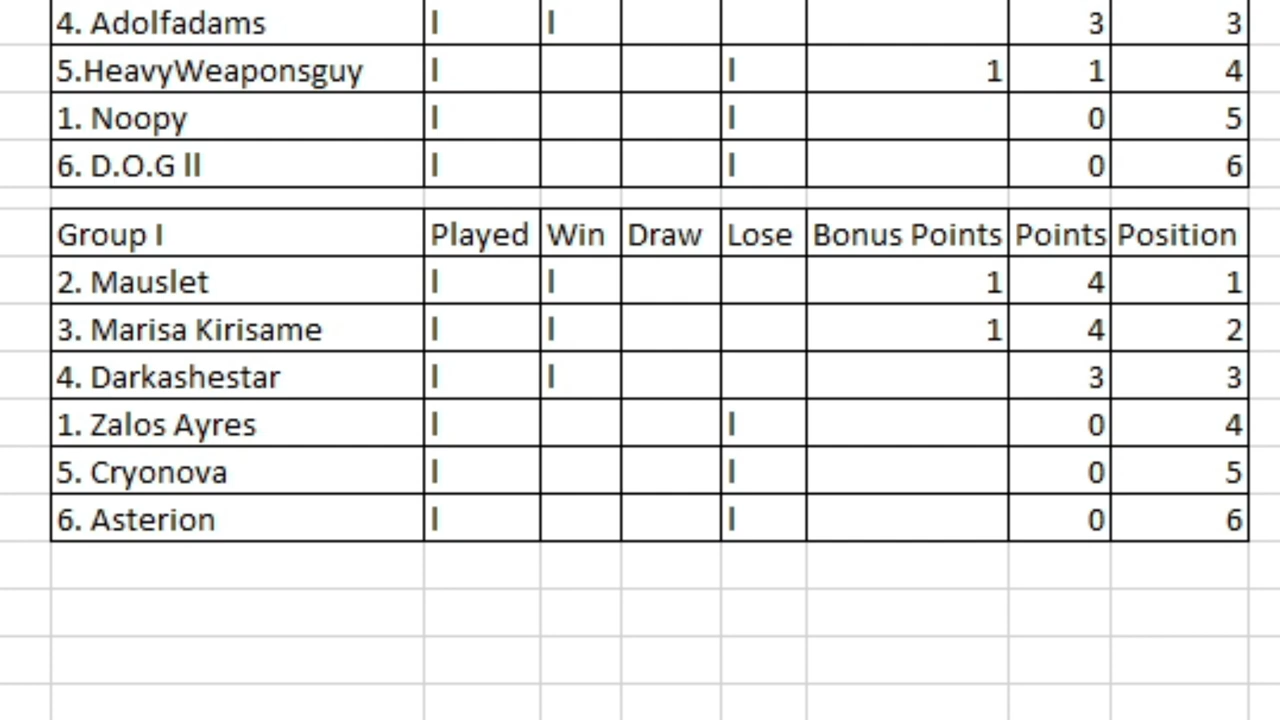 4. Adolfadams l l 3 3
5.HeavyWeaponsguy l l 1 1 4
1. Noopy l l 0 5
6. D.O.G ll l l 0 6
Group I Played Win Draw Lose Bonus Points Points Position
2. Mauslet l l 1 4 1
3. Marisa Kirisame l l 1 4 2
4. Darkashestar l l 3 3
1. Zalos Ayres l l 0 4
5. Cryonova l l 0 5
6. Asterion l l 0 6